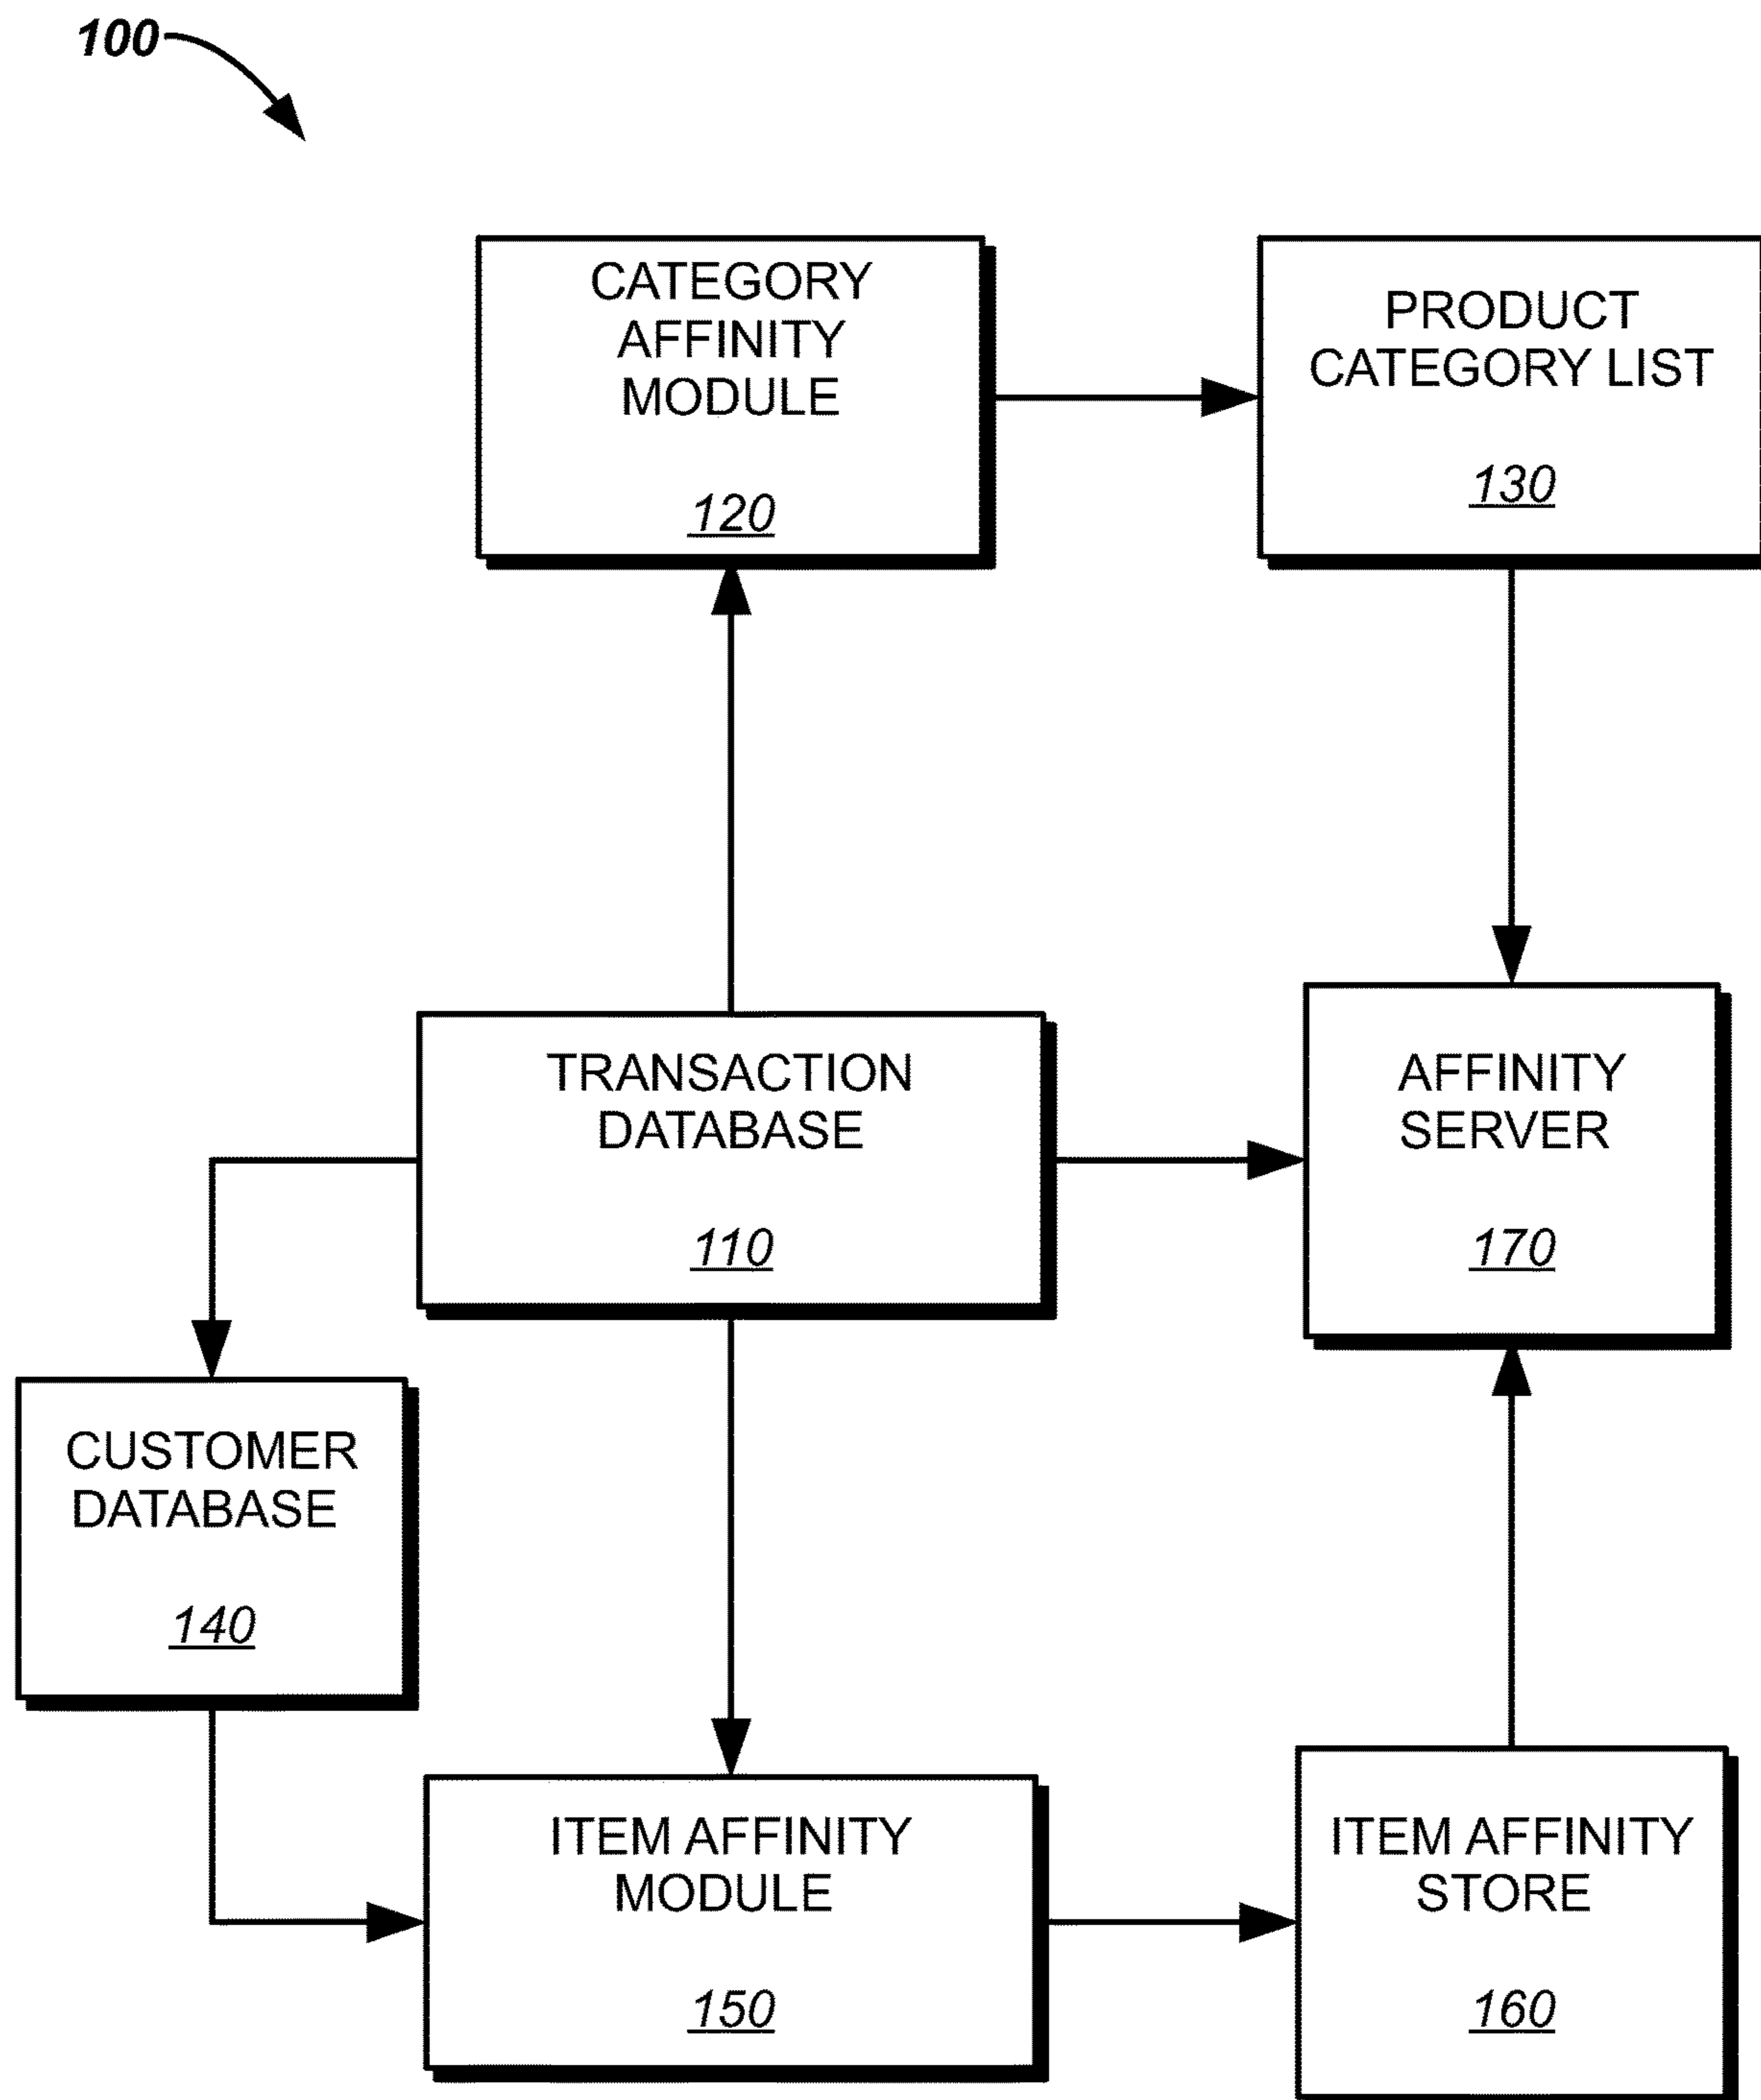 100
CATEGORY
AFFINITY
MODULE
120
PRODUCT
CATEGORY LIST
130
TRANSACTION
DATABASE
110
AFFINITY
SERVER
170
CUSTOMER
DATABASE
140
ITEM AFFINITY
MODULE
150
ITEM AFFINITY
STORE
160